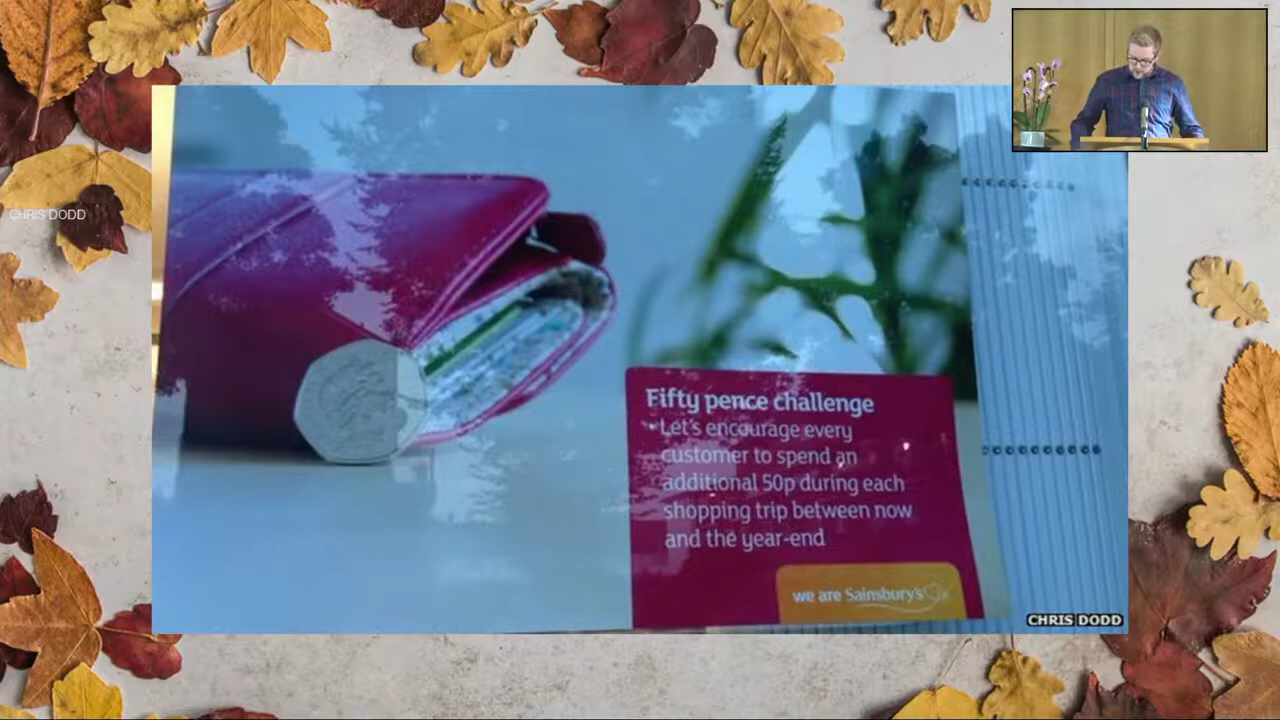 CHRIS DODD
Fifty pence challenge
• Let's encourage every
customer to spend an
additional 50p during each
shopping trip between now
and the year-end
we are Sainsbury's
CHRIS DODD